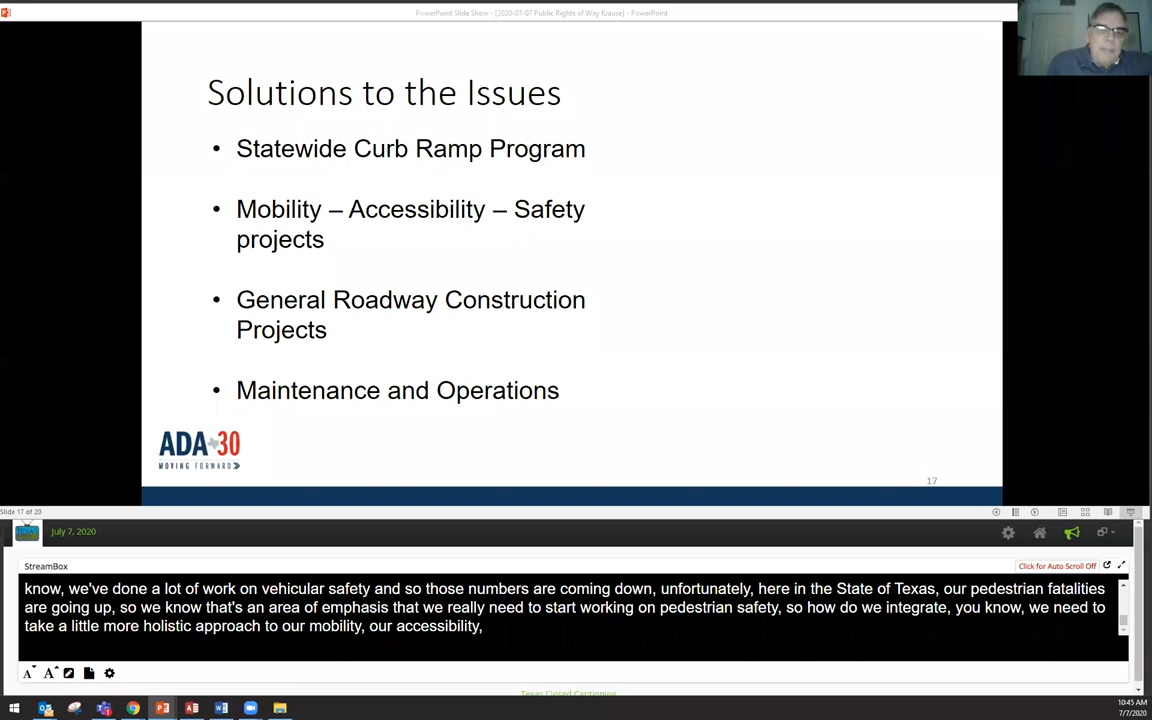 PowerPoint Slide Show - [2020-07-07 Public Rights of Way Krause] - PowerPoint
Solutions to the Issues
• Statewide Curb Ramp Program
• Mobility – Accessibility – Safety
projects
• General Roadway Construction
Projects
• Maintenance and Operations
ADA 30
MOVING FORWARD
17
Slide 17 of 20
July 7, 2020
StreamBox
Click for Auto Scroll Off
know, we've done a lot of work on vehicular safety and so those numbers are coming down, unfortunately, here in the State of Texas, our pedestrian fatalities
are going up, so we know that's an area of emphasis that we really need to start working on pedestrian safety, so how do we integrate, you know, we need to
take a little more holistic approach to our mobility, our accessibility,
A A
Texas Closed Captioning
10:45 AM
7/7/2020